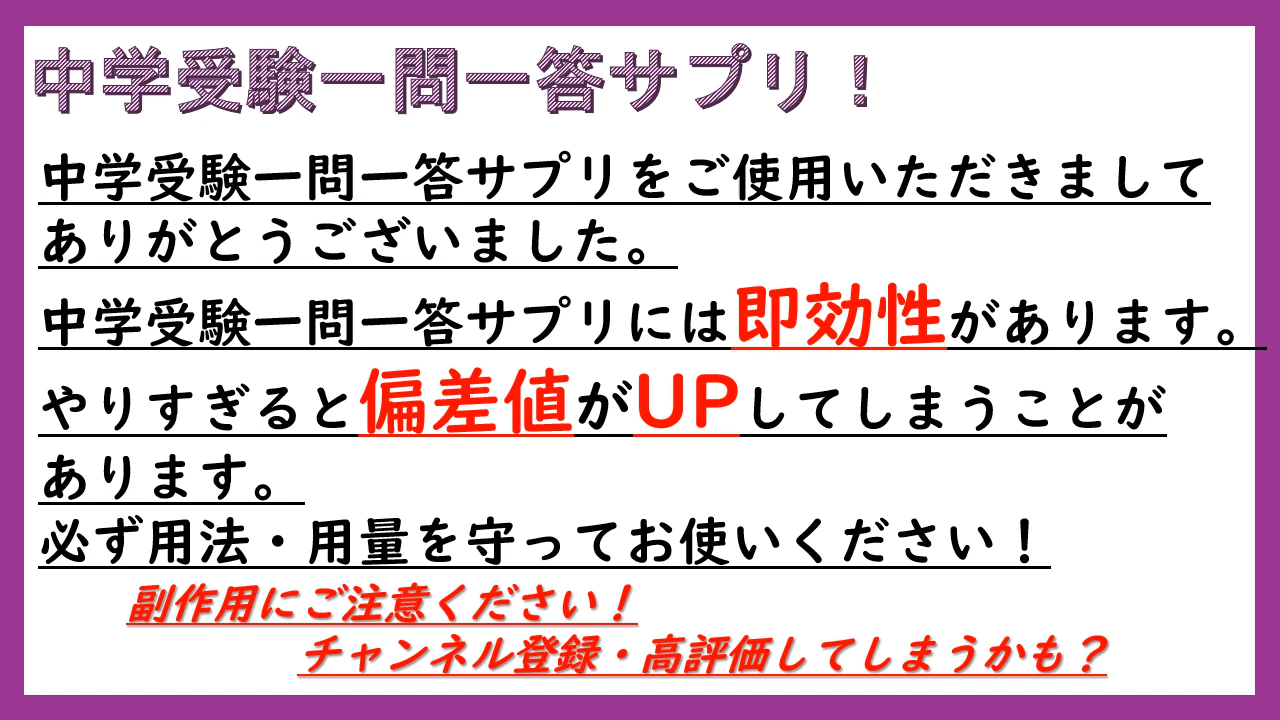 中学受験一問一答サプリ！
中学受験一問一答サプリをご使用いただきまして
ありがとうございました。
中学受験一問一答サプリには即効性があります。
やりすぎると偏差値がUPしてしまうことが
あります。
必ず用法・用量を守ってお使いください！
副作用にご注意ください！
チャンネル登録・高評価してしまうかも？